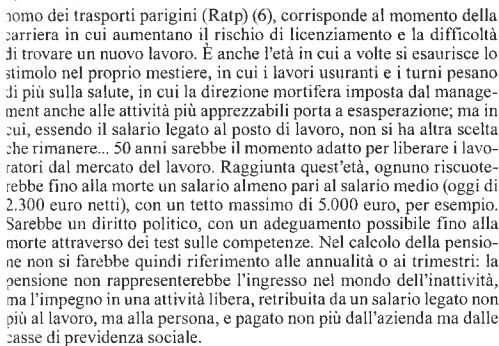 nomo dei trasporti parigini (Ratp) (6), corrisponde al momento della
carriera in cui aumentano il rischio di licenziamento e la difficoltà
di trovare un nuovo lavoro. È anche l'età in cui a volte si esaurisce lo
stimolo nel proprio mestiere, in cui i lavori usuranti e i turni pesano
di più sulla salute, in cui la direzione mortifera imposta dal manage-
ment anche alle attività più apprezzabili porta a esasperazione; ma in
cui, essendo il salario legato al posto di lavoro, non si ha altra scelta
che rimanere... 50 anni sarebbe il momento adatto per liberare i lavo-
ratori dal mercato del lavoro. Raggiunta quest'età, ognuno riscuote-
rebbe fino alla morte un salario almeno pari al salario medio (oggi di
2.300 euro netti), con un tetto massimo di 5.000 euro, per esempio.
Sarebbe un diritto politico, con un adeguamento possibile fino alla
morte attraverso dei test sulle competenze. Nel calcolo della pensio-
ne non si farebbe quindi riferimento alle annualità o ai trimestri: la
pensione non rappresenterebbe l'ingresso nel mondo dell'inattività,
ma l'impegno in una attività libera, retribuita da un salario legato non
più al lavoro, ma alla persona, e pagato non più dall'azienda ma dalle
casse di previdenza sociale.